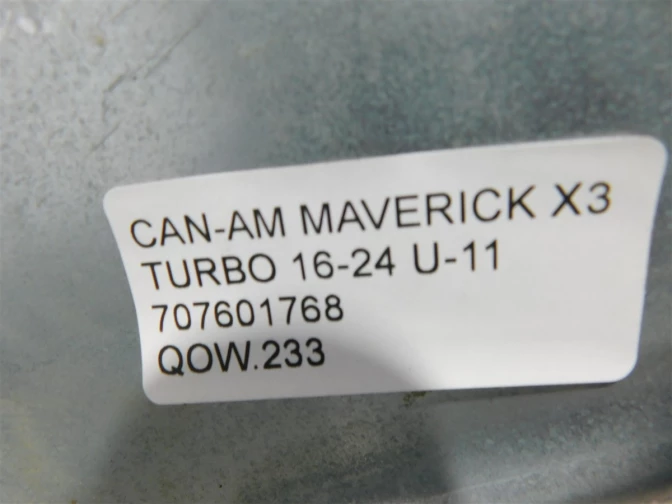 CAN-AM MAVERICK X3
TURBO 16-24 U-11
707601768
QOW.233